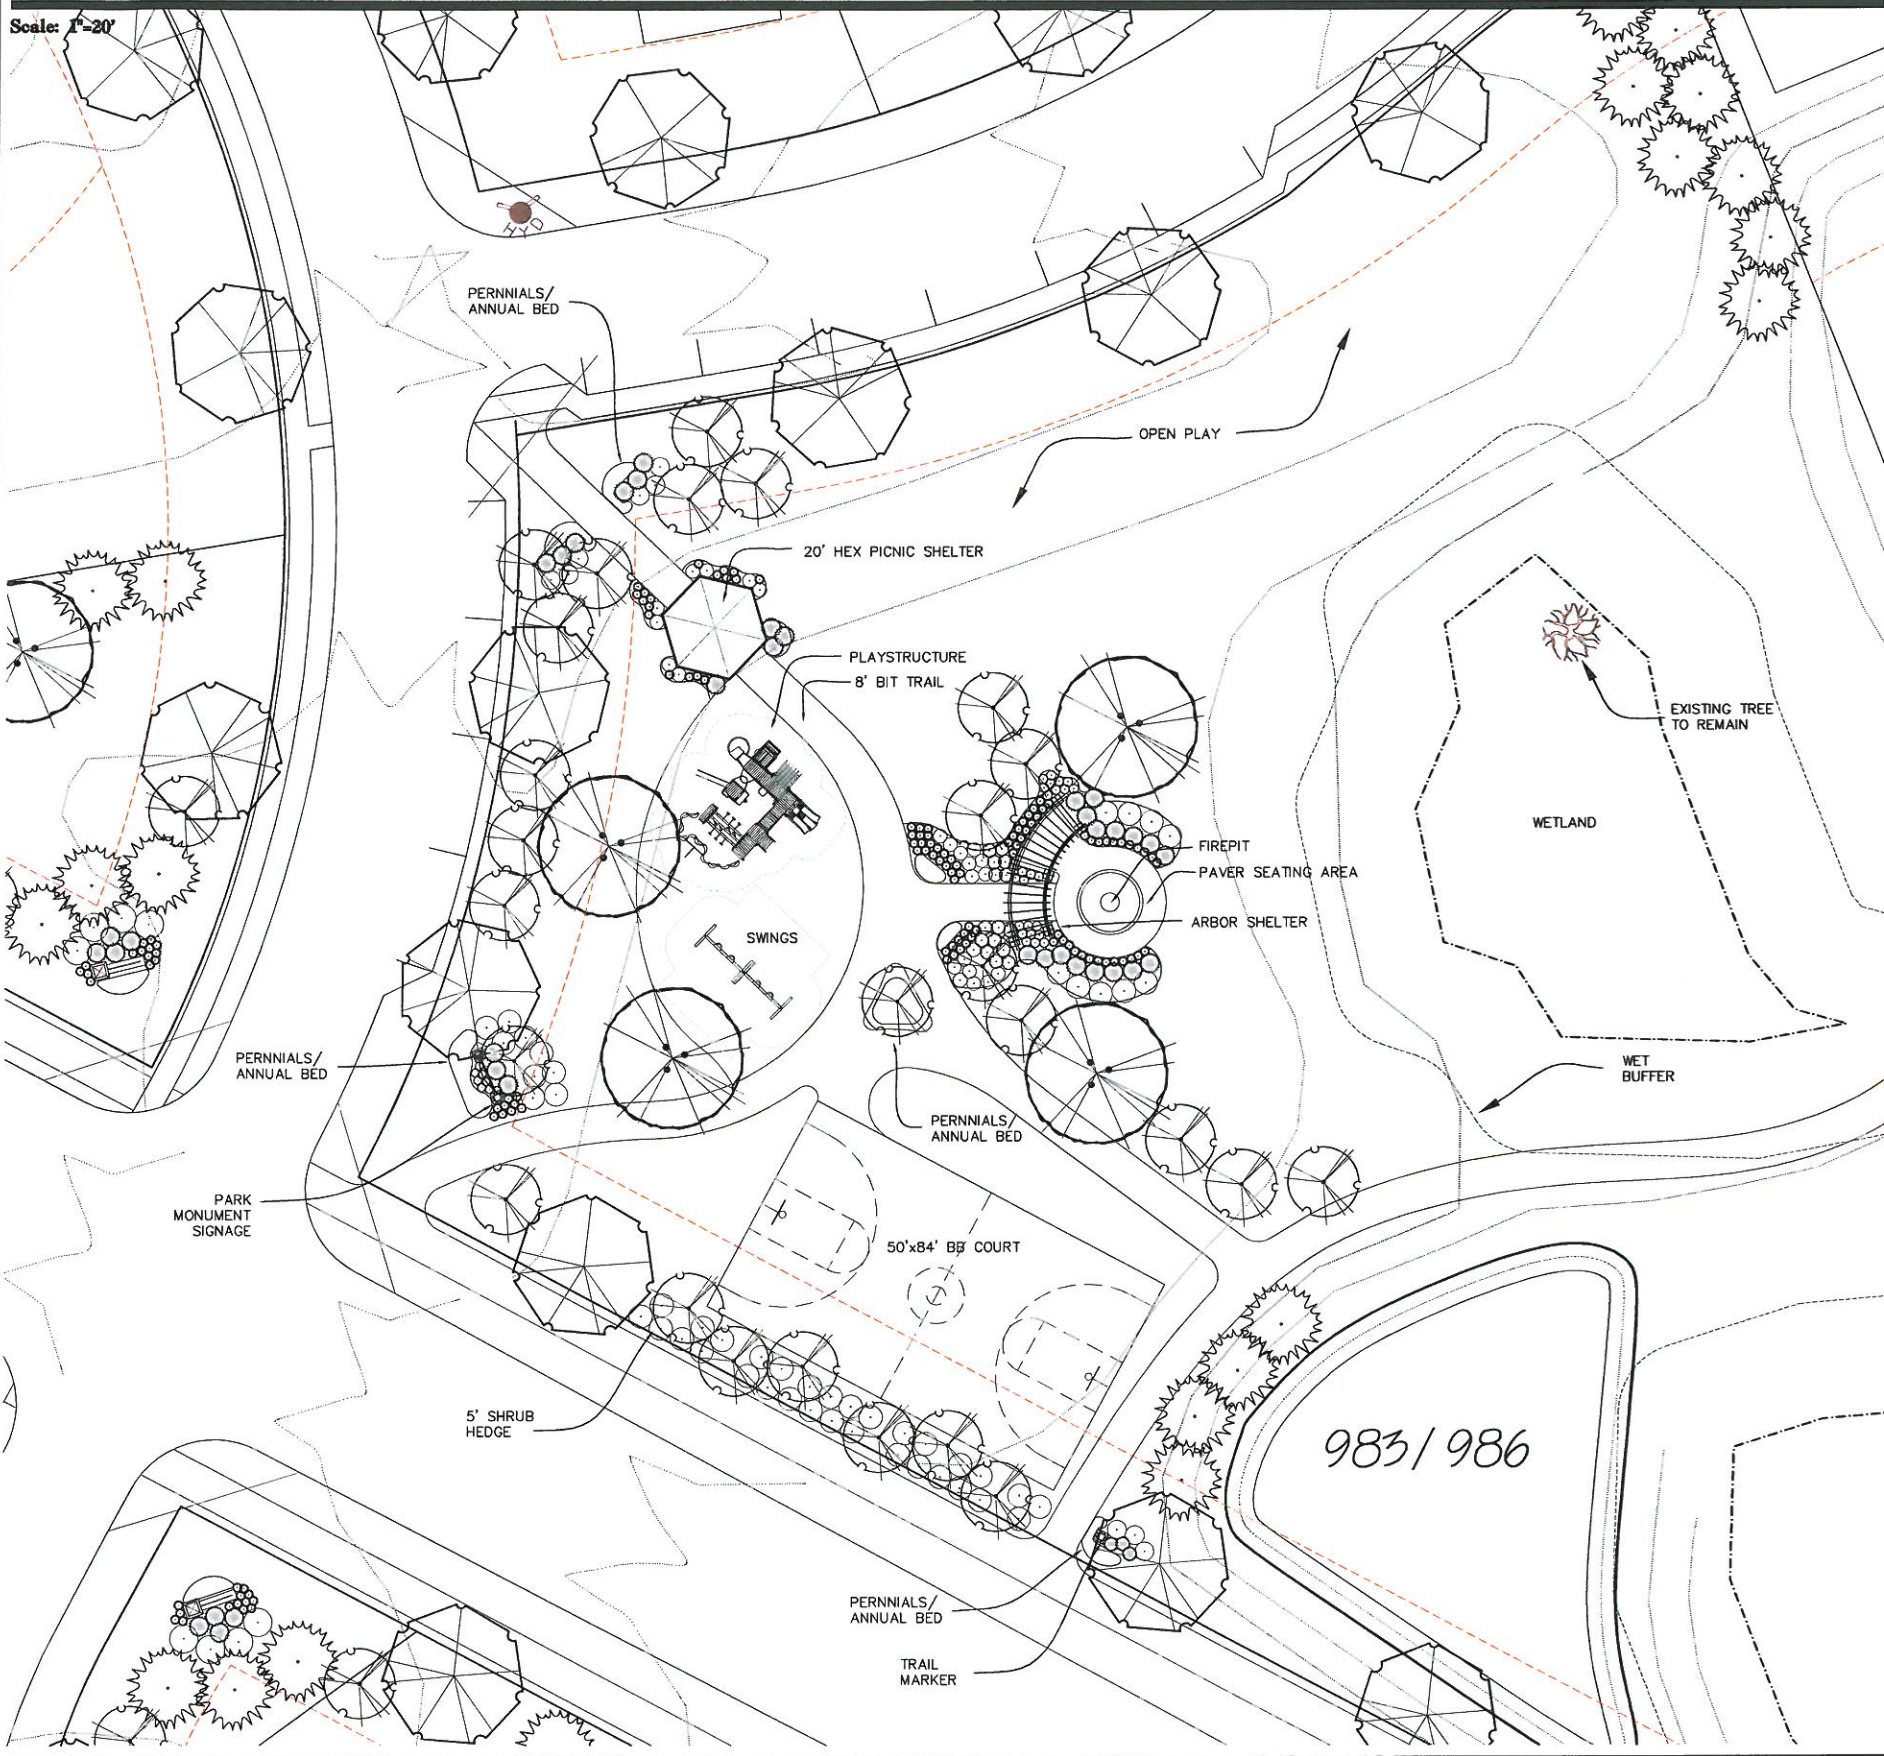 Scale: 1"=20'
HYD
PERNNIALS/
ANNUAL BED
OPEN PLAY
20' HEX PICNIC SHELTER
PLAYSTRUCTURE
8' BIT TRAIL
EXISTING TREE
TO REMAIN
WETLAND
FIREPIT
PAVER SEATING AREA
ARBOR SHELTER
SWINGS
PERNNIALS/
ANNUAL BED
WET
BUFFER
PERNNIALS/
ANNUAL BED
PARK
MONUMENT
SIGNAGE
50'x84' BB COURT
5' SHRUB
HEDGE
983/986
PERNNIALS/
ANNUAL BED
TRAIL
MARKER